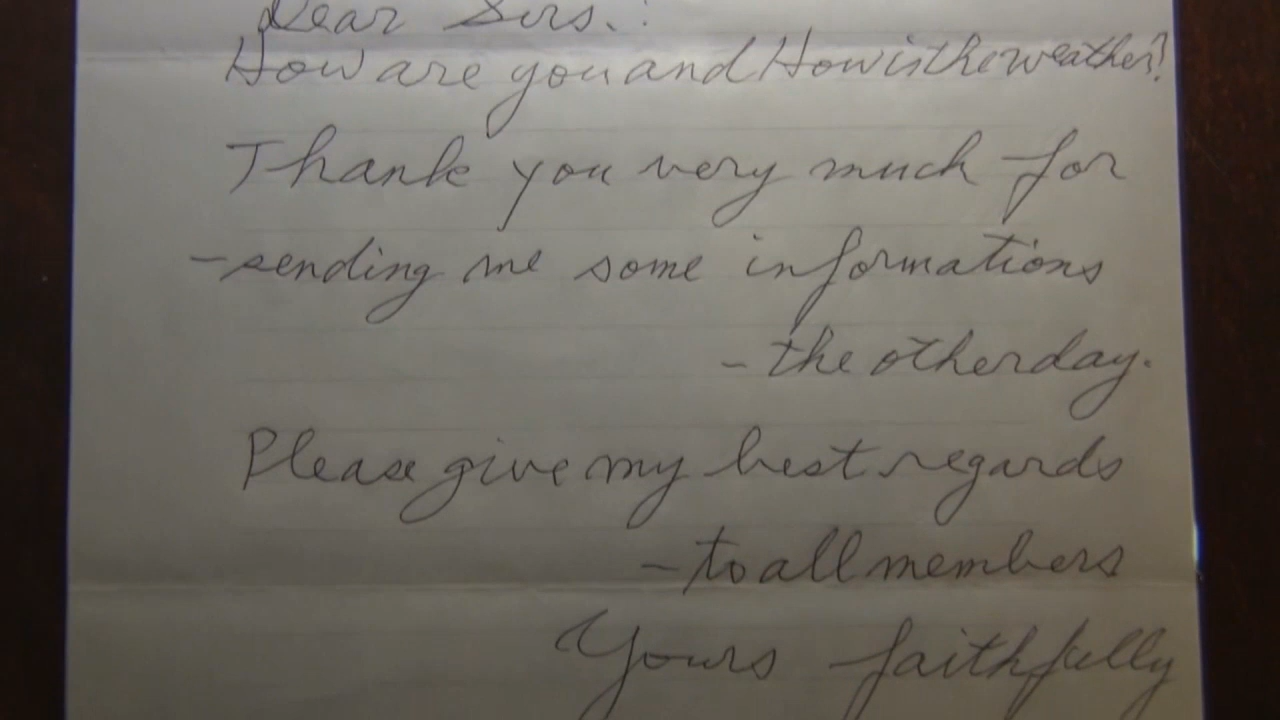 Dear Sirs.:
How are you and How is the weather?
Thank you very much for
-sending me some informations
- the other day.
Please give my best regards
- to all members
Yours faithfully